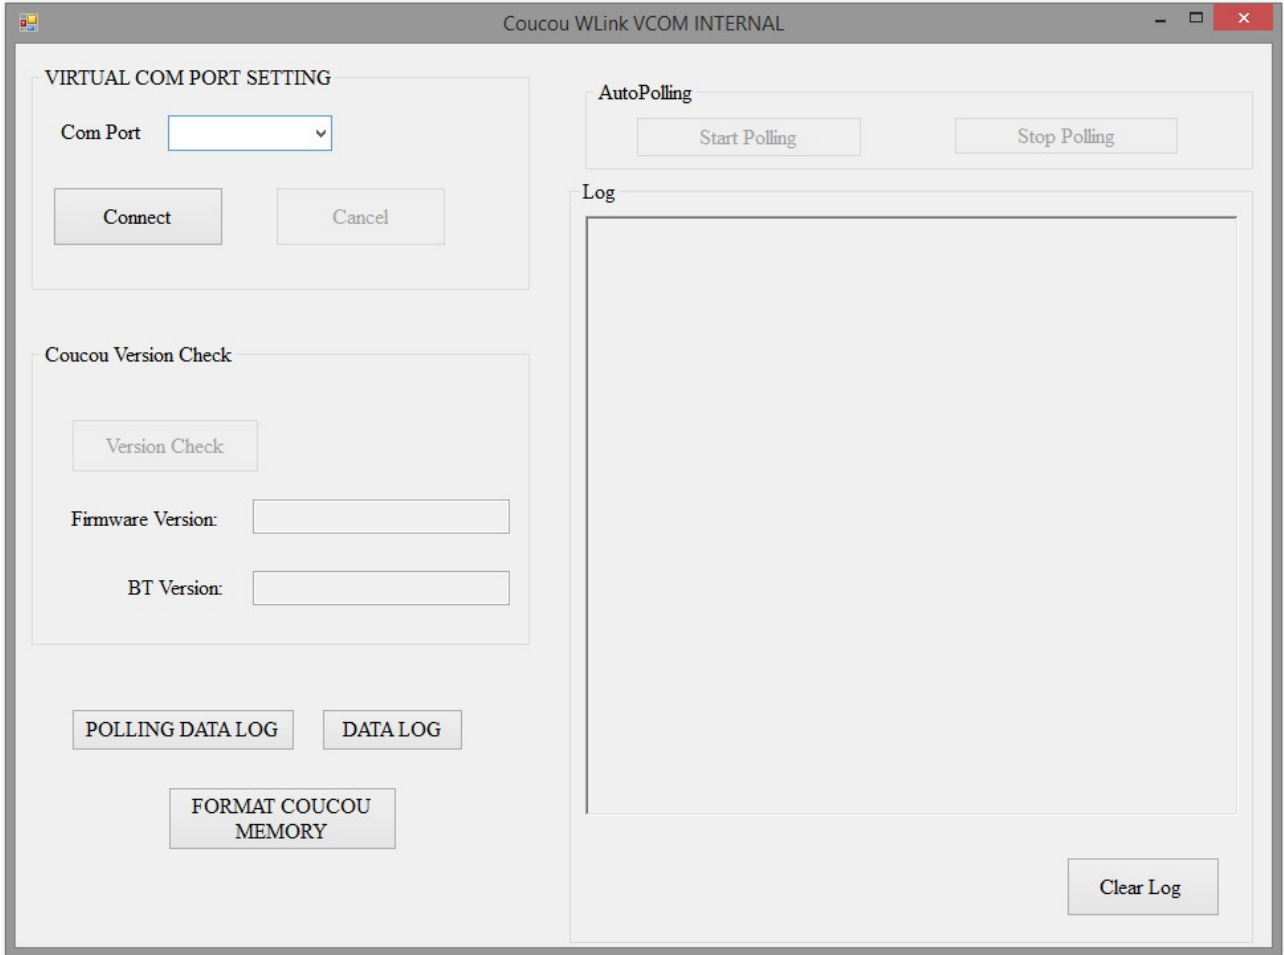 Coucou WLink VCOM INTERNAL
VIRTUAL COM PORT SETTING
Com Port
Connect
Cancel
AutoPolling
Start Polling
Stop Polling
Log
Coucou Version Check
Version Check
Firmware Version:
BT Version:
POLLING DATA LOG
DATA LOG
FORMAT COUCOU
MEMORY
Clear Log